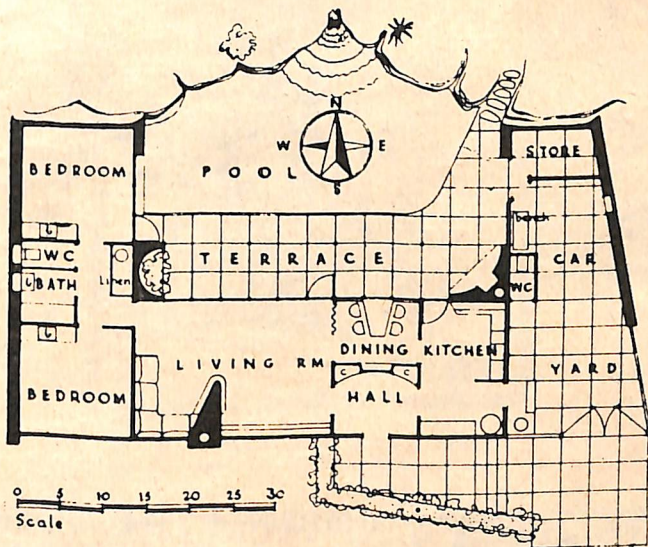 N
W E
S
POOL
BEDROOM
STORE
bench
WC
TERRACE
CAR
BATH
Linen
WC
LIVING RM
DINING
KITCHEN
C C
YARD
BEDROOM
HALL
0 5 10 15 20 25 30
Scale